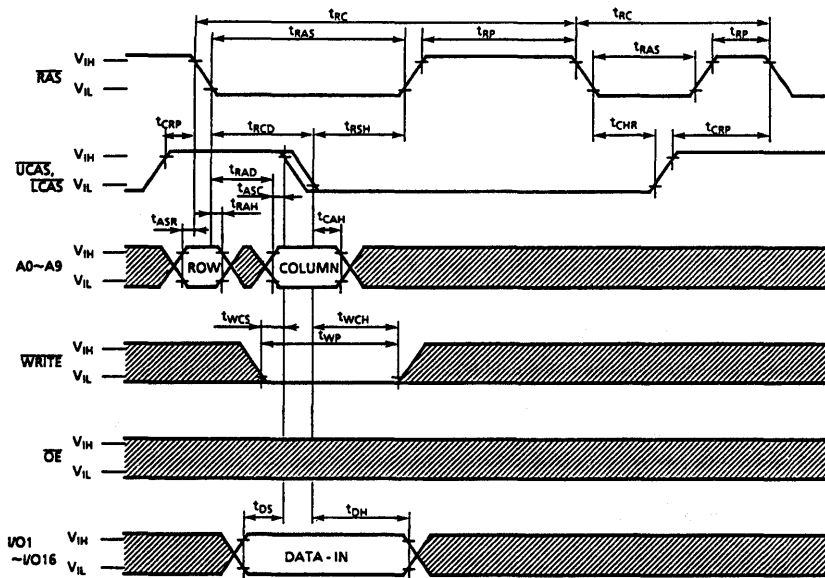 tRC tRC
tRAS tRP tRAS tRP
VIH
RAS
VIL
tCRP tRCD tRSH tCHR tCRP
VIH
UCAS,
LCAS
VIL
tRAD
tASC
tRAH
tASR tCAH
VIH
A0~A9 ROW COLUMN
VIL
tWCS tWCH
tWP
VIH
WRITE
VIL
VIH
OE
VIL
tDS tDH
I/O1 VIH
~I/O16 DATA-IN
VIL